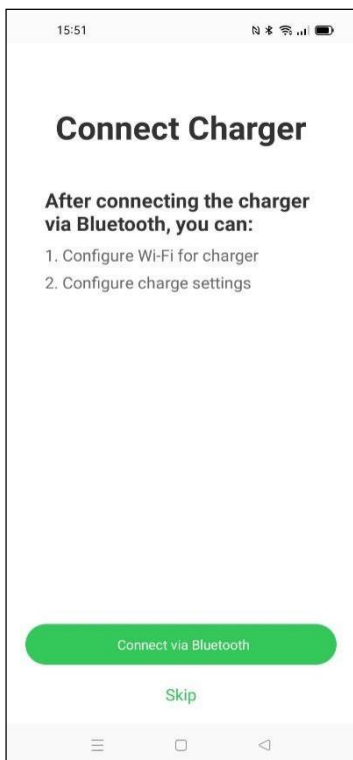 15:51
Connect Charger
After connecting the charger
via Bluetooth, you can:
1. Configure Wi-Fi for charger
2. Configure charge settings
Connect via Bluetooth
Skip